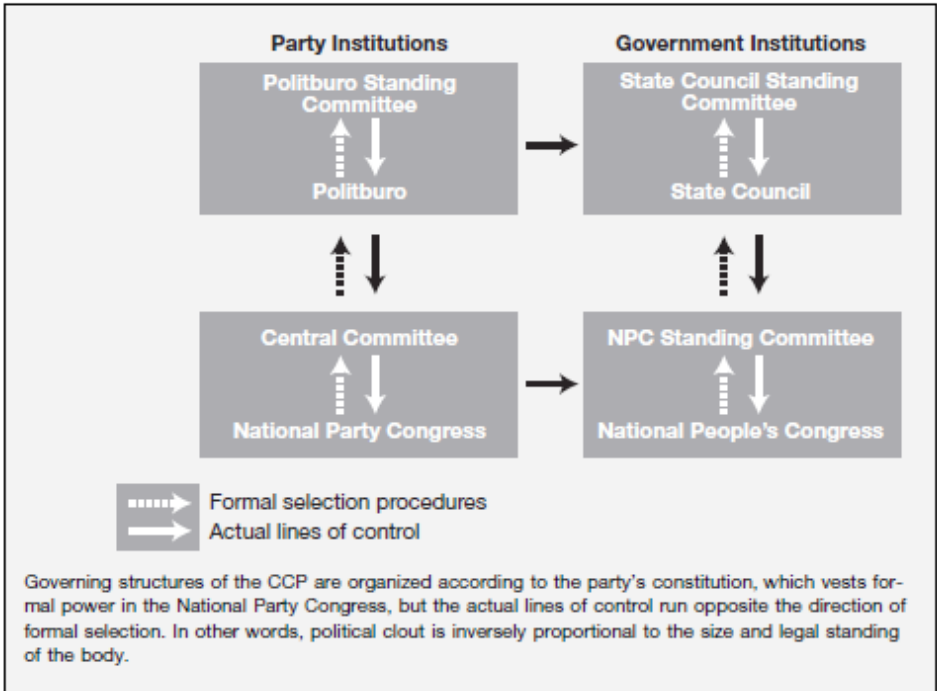 Party Institutions
Government Institutions
Politburo Standing
Committee
Politburo
State Council Standing
Committee
State Council
Central Committee
National Party Congress
NPC Standing Committee
National People's Congress
Formal selection procedures
Actual lines of control
Governing structures of the CCP are organized according to the party's constitution, which vests for-
mal power in the National Party Congress, but the actual lines of control run opposite the direction of
formal selection. In other words, political clout is inversely proportional to the size and legal standing
of the body.